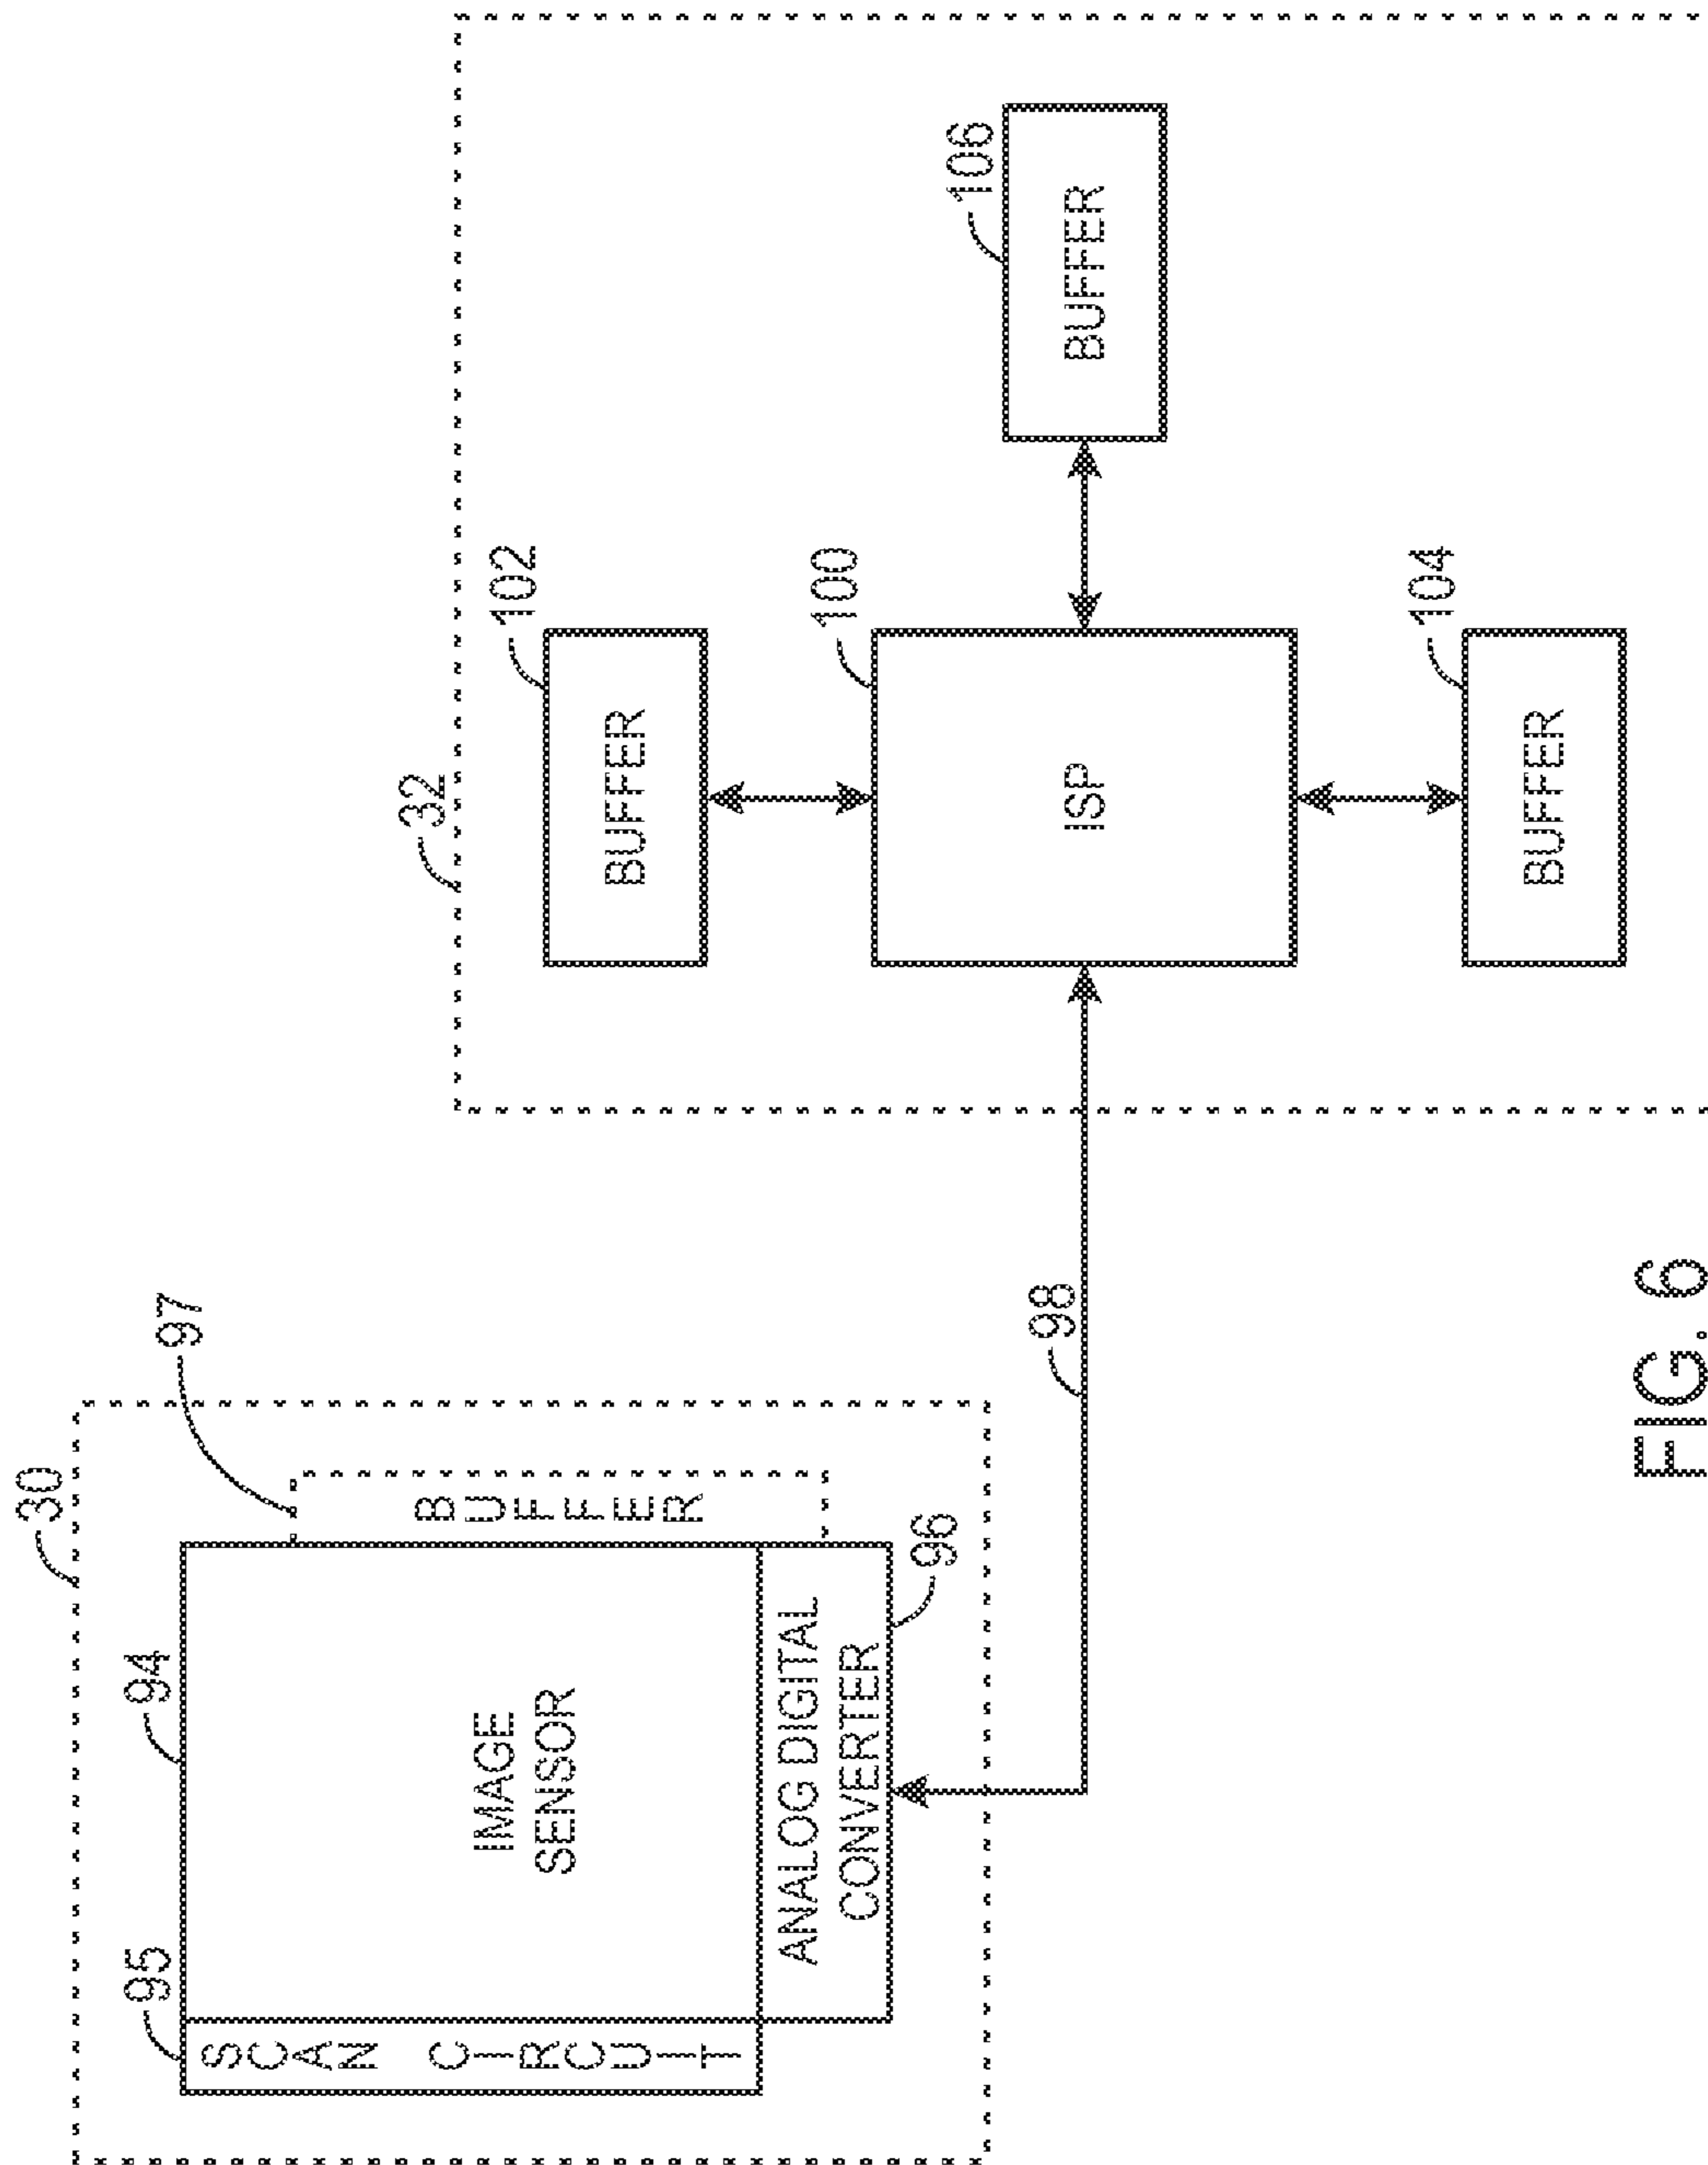 30
95
94
97
SCAN CIRCUIT
IMAGE
SENSOR
BUFFER
ANALOG DIGITAL
CONVERTER
96
98
32
102
BUFFER
100
ISP
106
BUFFER
104
BUFFER
FIG. 6